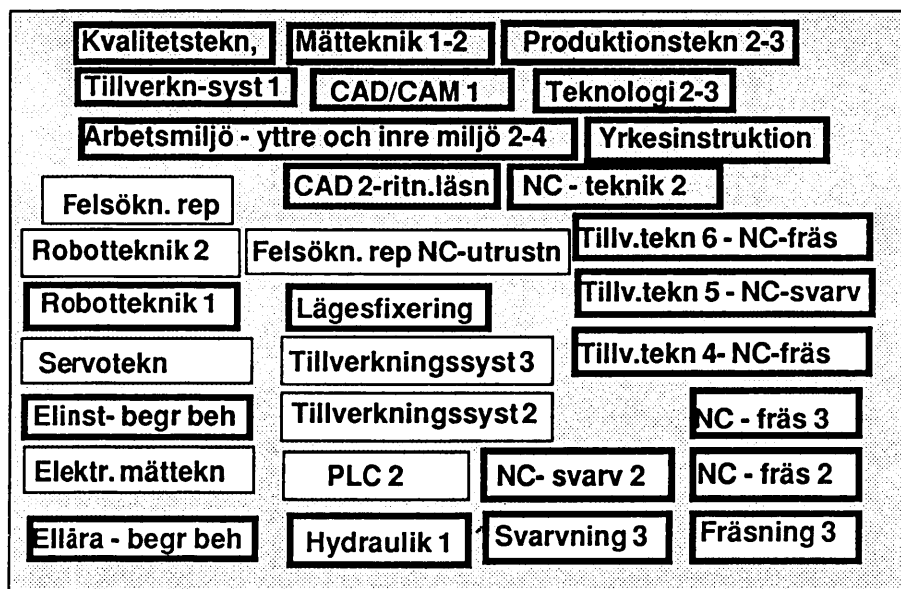 Kvalitetstekn, Mätteknik 1-2 Produktionstekn 2-3
Tillverkn-syst 1 CAD/CAM 1 Teknologi 2-3
Arbetsmiljö - yttre och inre miljö 2-4 Yrkesinstruktion
CAD 2-ritn.läsn NC - teknik 2
Felsökn. rep
Robotteknik 2 Felsökn. rep NC-utrustn Tillv.tekn 6 - NC-fräs
Robotteknik 1 Lägesfixering Tillv.tekn 5 - NC-svarv
Servotekn Tillverkningssyst 3 Tillv.tekn 4- NC-fräs
Elinst- begr beh Tillverkningssyst 2 NC - fräs 3
Elektr. mättekn PLC 2 NC- svarv 2 NC - fräs 2
Ellära - begr beh Hydraulik 1 Svarvning 3 Fräsning 3